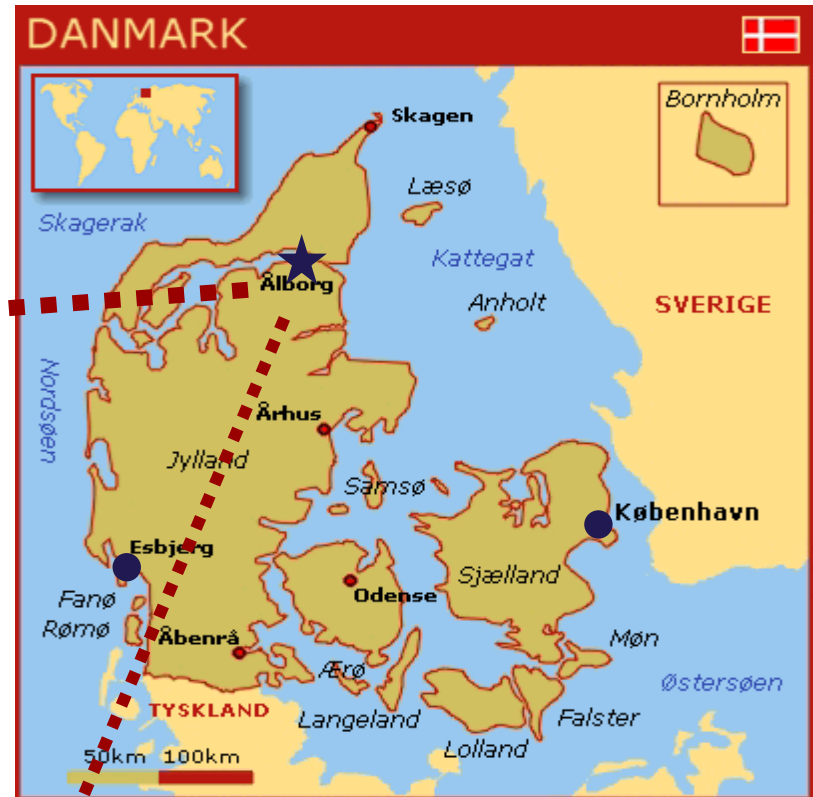 DANMARK
Bornholm
Skagen
Læsø
Skagerak
Kattegat
Ålborg
Anholt
SVERIGE
Nordsøen
Århus
Jylland
Samsø
København
Esbjerg
Sjælland
Fanø
Odense
Rømø
Åbenrå
Møn
Ærø
Østersøen
TYSKLAND
Langeland
Falster
Lolland
50km 100km